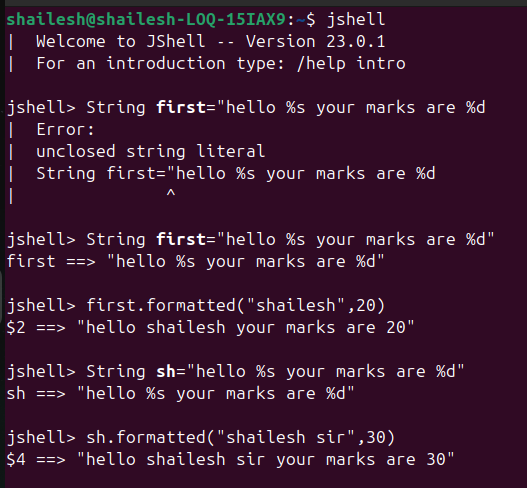 shailesh@shailesh-LOQ-15IAX9:~$ jshell
|  Welcome to JShell -- Version 23.0.1
|  For an introduction type: /help intro

jshell> String first="hello %s your marks are %d
|  Error:
|  unclosed string literal
|  String first="hello %s your marks are %d
|               ^

jshell> String first="hello %s your marks are %d"
first ==> "hello %s your marks are %d"

jshell> first.formatted("shailesh",20)
$2 ==> "hello shailesh your marks are 20"

jshell> String sh="hello %s your marks are %d"
sh ==> "hello %s your marks are %d"

jshell> sh.formatted("shailesh sir",30)
$4 ==> "hello shailesh sir your marks are 30"